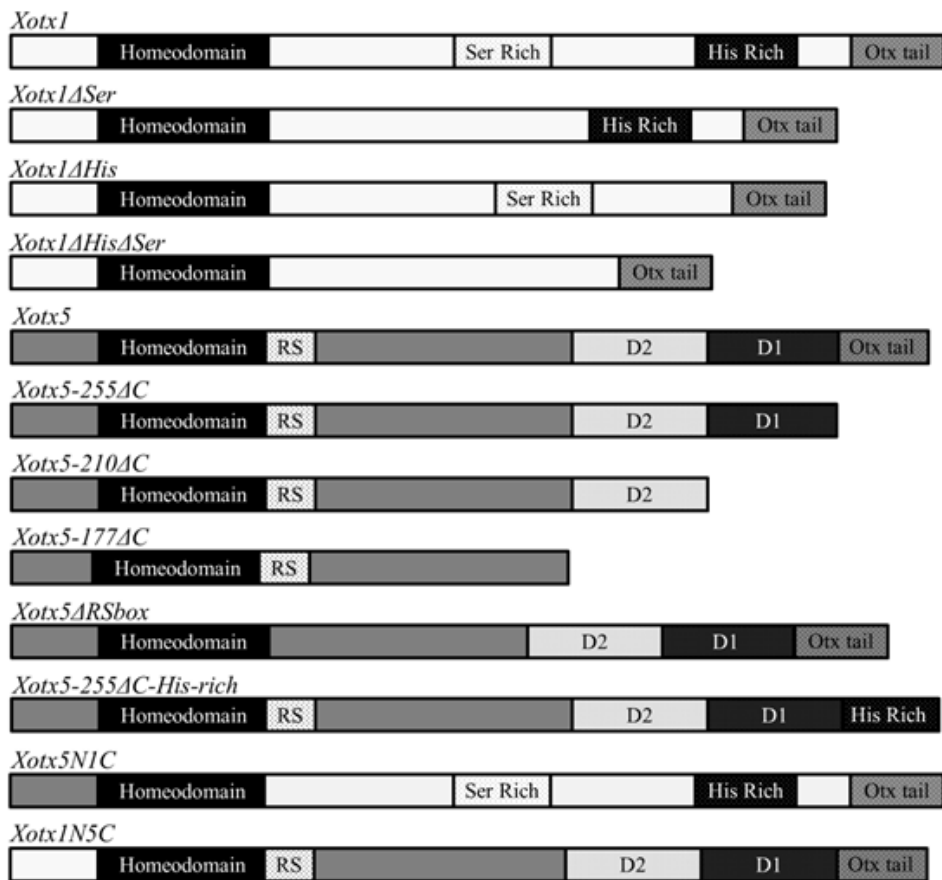 Xotx1
Homeodomain Ser Rich His Rich Otx tail
Xotx1ΔSer
Homeodomain His Rich Otx tail
Xotx1ΔHis
Homeodomain Ser Rich Otx tail
Xotx1ΔHisΔSer
Homeodomain Otx tail
Xotx5
Homeodomain RS D2 D1 Otx tail
Xotx5-255ΔC
Homeodomain RS D2 D1
Xotx5-210ΔC
Homeodomain RS D2
Xotx5-177ΔC
Homeodomain RS
Xotx5ΔRSbox
Homeodomain D2 D1 Otx tail
Xotx5-255ΔC-His-rich
Homeodomain RS D2 D1 His Rich
Xotx5N1C
Homeodomain Ser Rich His Rich Otx tail
Xotx1N5C
Homeodomain RS D2 D1 Otx tail